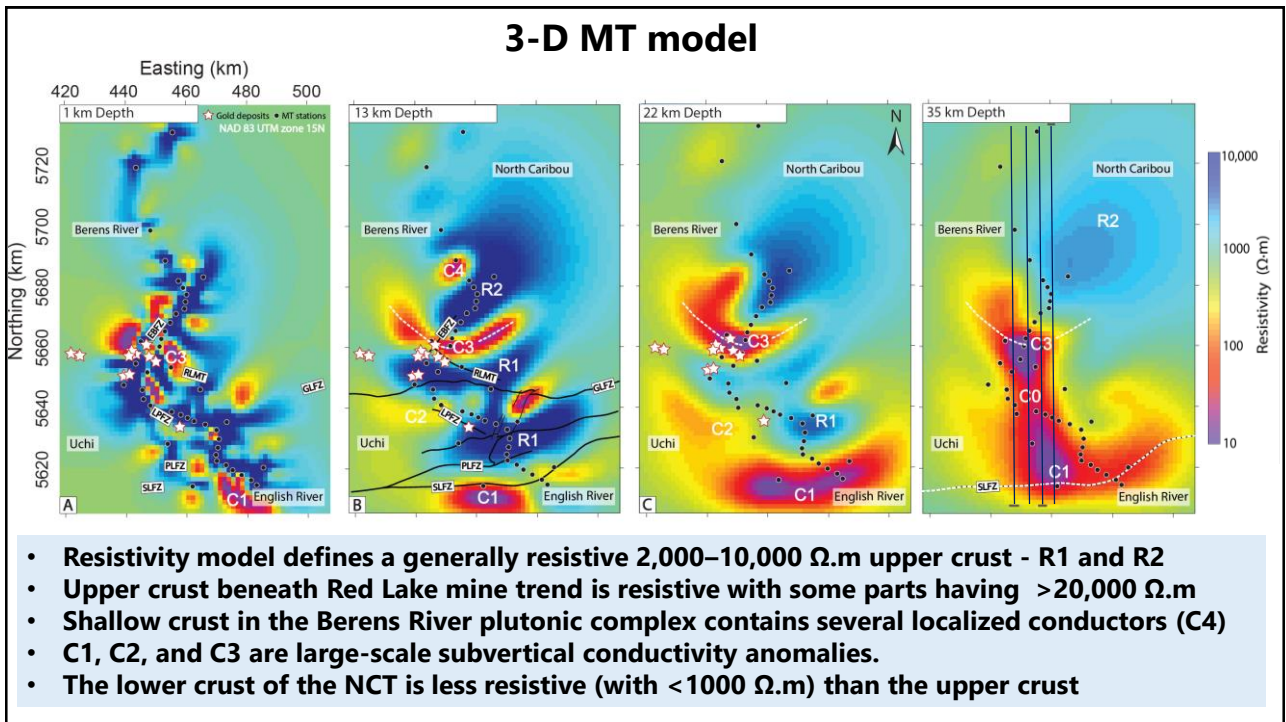 3-D MT model
Easting (km)
420 440 460 480 500
1 km Depth
Gold deposits • MT stations
NAD 83 UTM zone 15N
13 km Depth
22 km Depth
N
35 km Depth
Northing (km)
5720
5700
5680
5660
5640
5620
Berens River
EBFZ
C3
RLMT
GLFZ
LPFZ
Uchi
PLFZ
SLFZ
C1
English River
A
North Caribou
Berens River
C4
R2
EBFZ
C3
R1
RLMT
GLFZ
C2
LPFZ
R1
Uchi
PLFZ
SLFZ
C1
English River
B
North Caribou
Berens River
C3
C2
R1
Uchi
C1
English River
C
North Caribou
R2
Berens River
C3
C0
Uchi
C1
SLFZ
English River
10,000
1000
100
10
Resistivity (Ω·m)
• Resistivity model defines a generally resistive 2,000–10,000 Ω.m upper crust - R1 and R2
• Upper crust beneath Red Lake mine trend is resistive with some parts having >20,000 Ω.m
• Shallow crust in the Berens River plutonic complex contains several localized conductors (C4)
• C1, C2, and C3 are large-scale subvertical conductivity anomalies.
• The lower crust of the NCT is less resistive (with <1000 Ω.m) than the upper crust